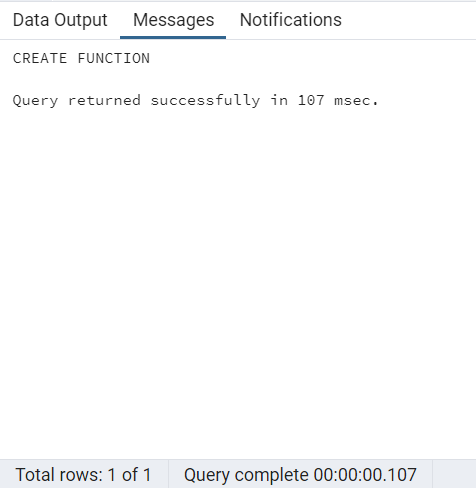 Data Output Messages Notifications
CREATE FUNCTION
Query returned successfully in 107 msec.
Total rows: 1 of 1 Query complete 00:00:00.107